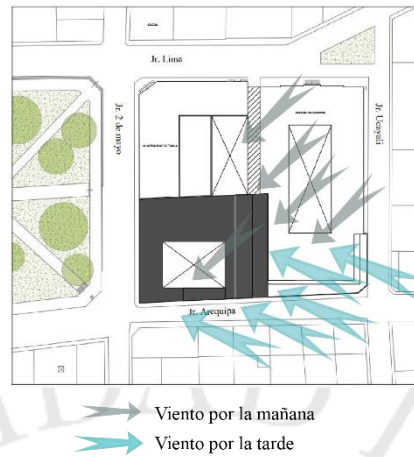 Jr. Lima
Jr. 2 de mayo
Jr. Ucayali
Jr. Arequipa
Viento por la mañana
Viento por la tarde